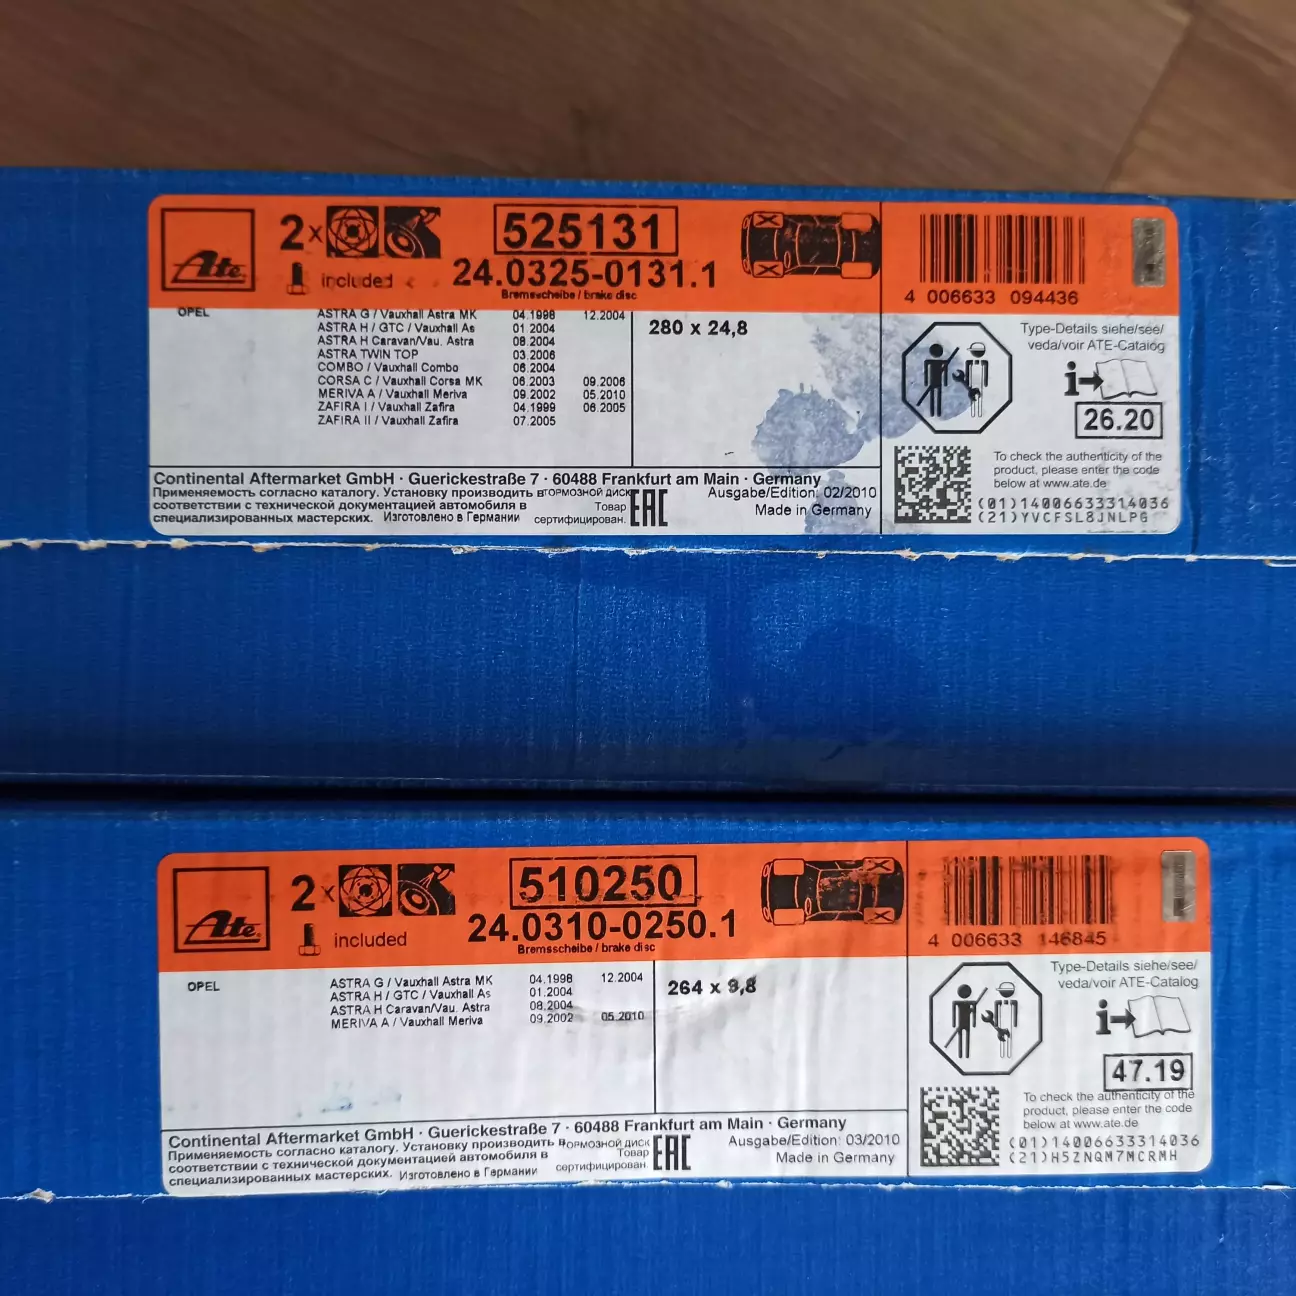 Ate
2x
included
525131
24.0325-0131.1
Bremsscheibe / brake disc
4 006633 094436
OPEL
ASTRA G / Vauxhall Astra MK 04.1998 12.2004
ASTRA H / GTC / Vauxhall As 01.2004
ASTRA H Caravan/Vau. Astra 08.2004
ASTRA TWIN TOP 03.2006
COMBO / Vauxhall Combo 06.2004
CORSA C / Vauxhall Corsa MK 06.2003 09.2006
MERIVA A / Vauxhall Meriva 09.2002 05.2010
ZAFIRA I / Vauxhall Zafira 04.1999 06.2005
ZAFIRA II / Vauxhall Zafira 07.2005
280 x 24,8
Type-Details siehe/see/
veda/voir ATE-Catalog
i
26.20
Continental Aftermarket GmbH · Guerickestraße 7 · 60488 Frankfurt am Main · Germany
Применяемость согласно каталогу. Установку производить в
соответствии с технической документацией автомобиля в
специализированных мастерских. Изготовлено в Германии
ТОРМОЗНОЙ ДИСК
Товар
сертифицирован.
EAC
Ausgabe/Edition: 02/2010
Made in Germany
To check the authenticity of the
product, please enter the code
below at www.ate.de
(01)14006633314036
(21)YVCFSL8JNLPG
Ate
2x
included
510250
24.0310-0250.1
Bremsscheibe / brake disc
4 006633 146845
OPEL
ASTRA G / Vauxhall Astra MK 04.1998 12.2004
ASTRA H / GTC / Vauxhall As 01.2004
ASTRA H Caravan/Vau. Astra 08.2004
MERIVA A / Vauxhall Meriva 09.2002 05.2010
264 x 9,8
Type-Details siehe/see/
veda/voir ATE-Catalog
i
47.19
Continental Aftermarket GmbH · Guerickestraße 7 · 60488 Frankfurt am Main · Germany
Применяемость согласно каталогу. Установку производить в
соответствии с технической документацией автомобиля в
специализированных мастерских. Изготовлено в Германии
ТОРМОЗНОЙ ДИСК
Товар
сертифицирован.
EAC
Ausgabe/Edition: 03/2010
Made in Germany
To check the authenticity of the
product, please enter the code
below at www.ate.de
(01)14006633314036
(21)H5ZNQM7MCRMH